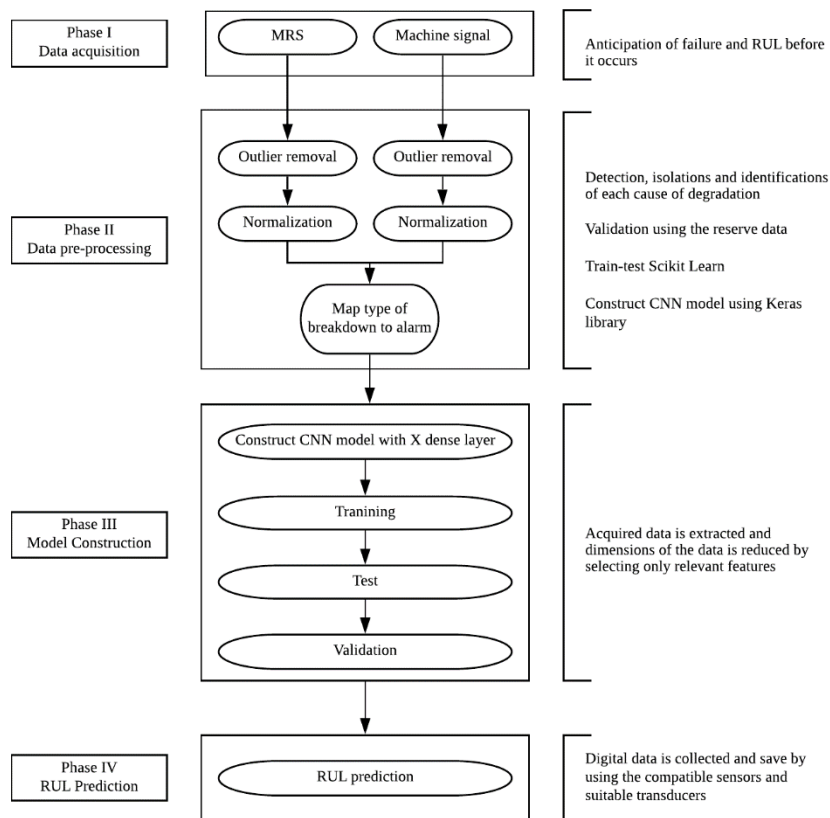 Phase I
Data acquisition
MRS
Machine signal
Anticipation of failure and RUL before
it occurs
Phase II
Data pre-processing
Outlier removal
Outlier removal
Normalization
Normalization
Map type of
breakdown to alarm
Detection, isolations and identifications
of each cause of degradation
Validation using the reserve data
Train-test Scikit Learn
Construct CNN model using Keras
library
Phase III
Model Construction
Construct CNN model with X dense layer
Tranining
Test
Validation
Acquired data is extracted and
dimensions of the data is reduced by
selecting only relevant features
Phase IV
RUL Prediction
RUL prediction
Digital data is collected and save by
using the compatible sensors and
suitable transducers